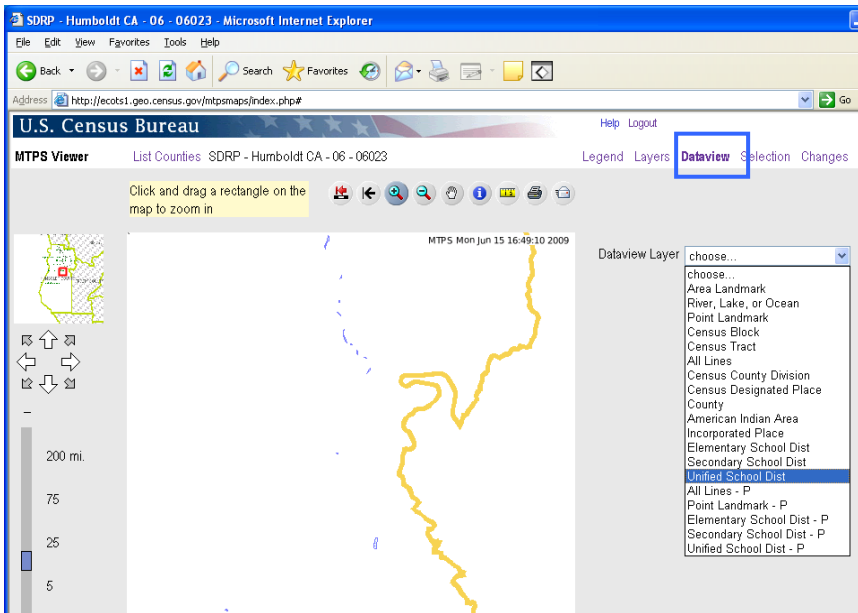 SDRP - Humboldt CA - 06 - 06023 - Microsoft Internet Explorer
File Edit View Favorites Tools Help
Back Search Favorites
Address http://ecots1.geo.census.gov/mtpsmaps/index.php# Go
U.S. Census Bureau Help Logout
MTPS Viewer List Counties SDRP - Humboldt CA - 06 - 06023 Legend Layers Dataview Selection Changes
Click and drag a rectangle on the
map to zoom in
MTPS Mon Jun 15 16:49:10 2009
Dataview Layer choose...
choose...
Area Landmark
River, Lake, or Ocean
Point Landmark
Census Block
Census Tract
All Lines
Census County Division
Census Designated Place
County
American Indian Area
Incorporated Place
Elementary School Dist
Secondary School Dist
Unified School Dist
All Lines - P
Point Landmark - P
Elementary School Dist - P
Secondary School Dist - P
Unified School Dist - P
200 mi.
75
25
5